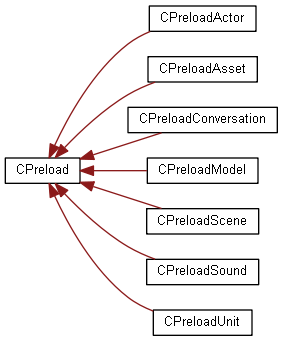 CPreloadActor
CPreloadAsset
CPreloadConversation
CPreload
CPreloadModel
CPreloadScene
CPreloadSound
CPreloadUnit